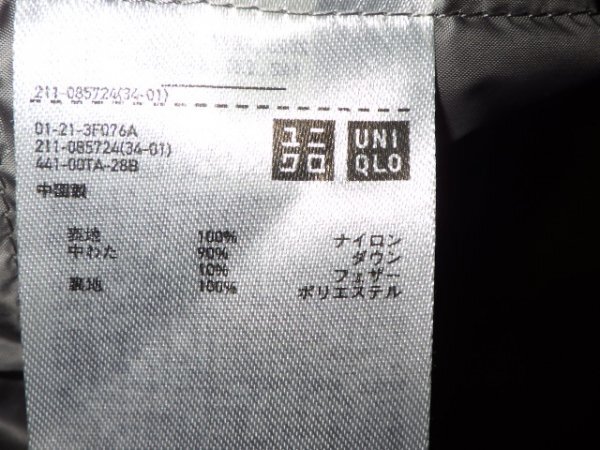 211-085724(34-01)
01-21-3F076A
211-085724(34-01)
441-00TA-28B
中国製
ユニ
クロ
UNI
QLO
表地 100% ナイロン
中わた 90% ダウン
10% フェザー
裏地 100% ポリエステル